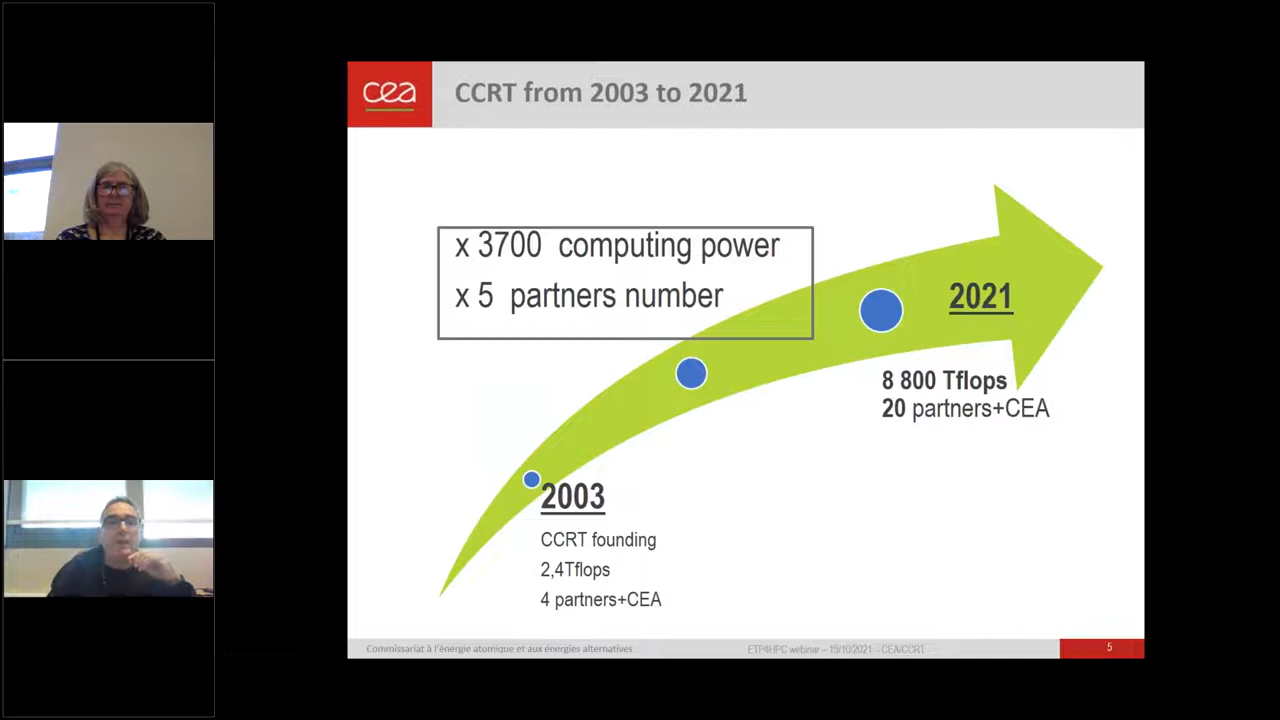 cea
CCRT from 2003 to 2021
x 3700 computing power
x 5 partners number
2021
8 800 Tflops
20 partners+CEA
2003
CCRT founding
2,4Tflops
4 partners+CEA
Commissariat à l'énergie atomique et aux énergies alternatives
ETP4HPC webinar – 15/10/2021 - CEA/CCRT
5